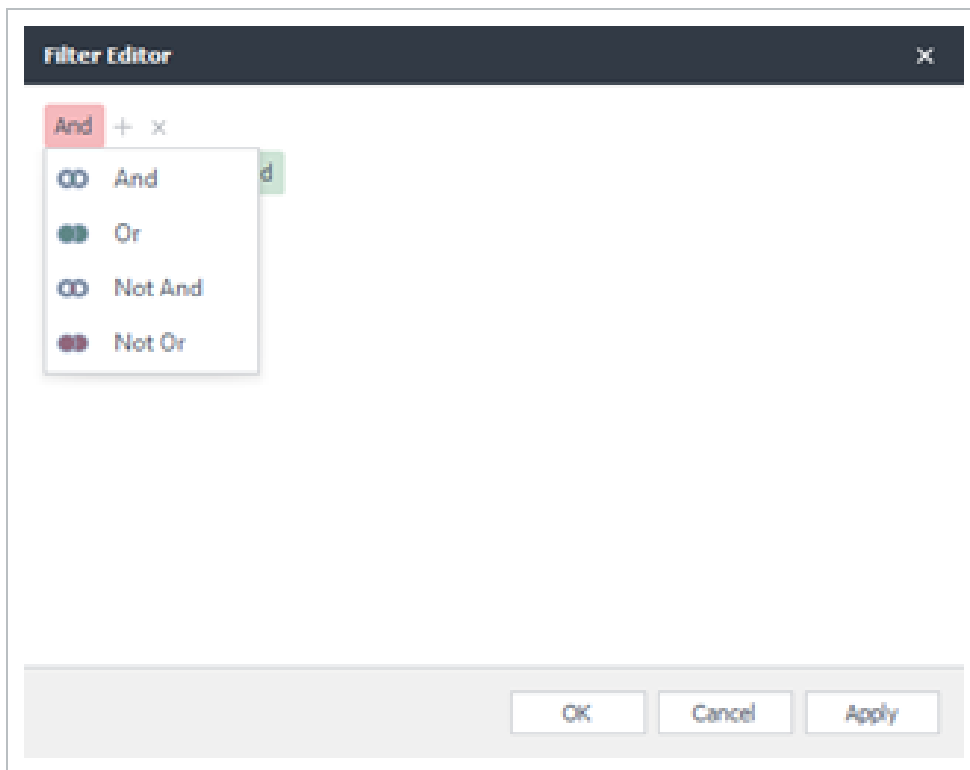 Filter Editor
And
d
And
Or
Not And
Not Or
OK
Cancel
Apply